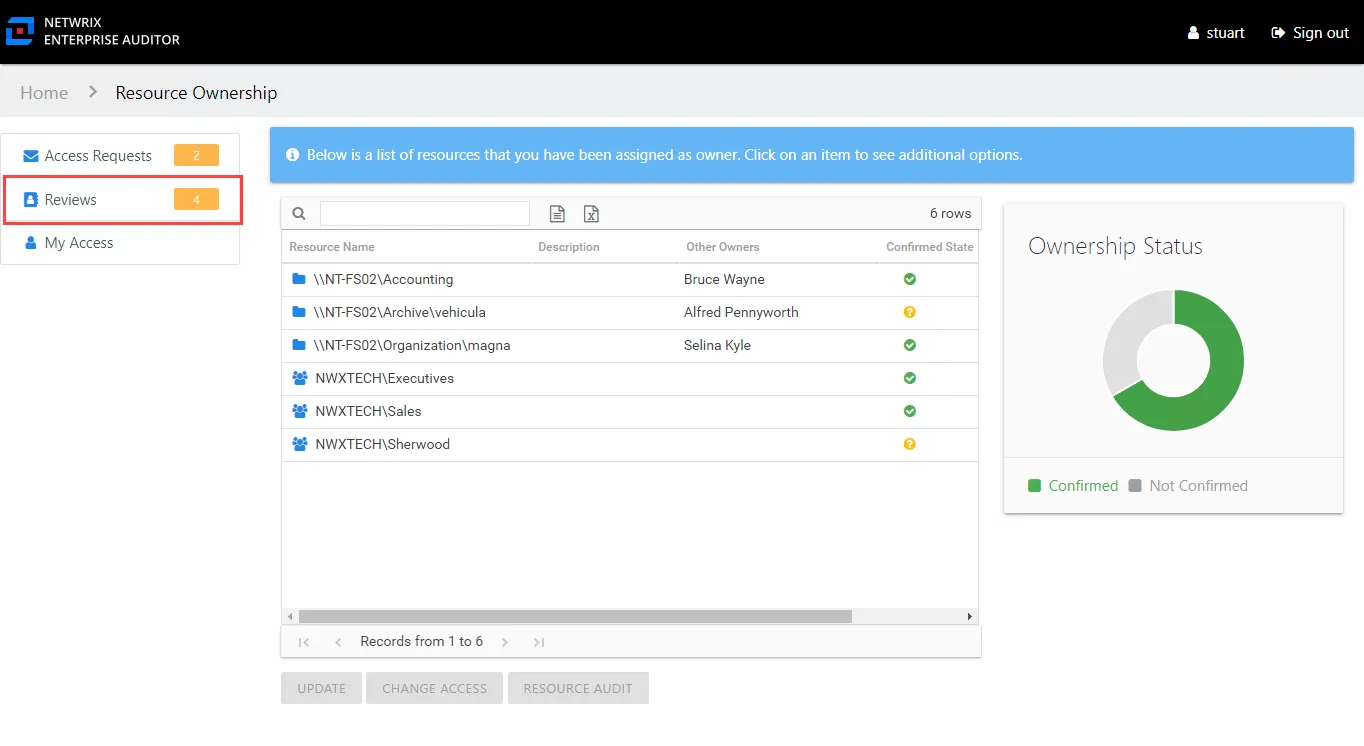 NETWRIX
ENTERPRISE AUDITOR
stuart
Sign out
Home
Resource Ownership
Access Requests 2
Reviews 4
My Access
Below is a list of resources that you have been assigned as owner. Click on an item to see additional options.
6 rows
Resource Name Description Other Owners Confirmed State
\\NT-FS02\Accounting Bruce Wayne
\\NT-FS02\Archive\vehicula Alfred Pennyworth
\\NT-FS02\Organization\magna Selina Kyle
NWXTECH\Executives
NWXTECH\Sales
NWXTECH\Sherwood
Records from 1 to 6
UPDATE CHANGE ACCESS RESOURCE AUDIT
Ownership Status
Confirmed Not Confirmed